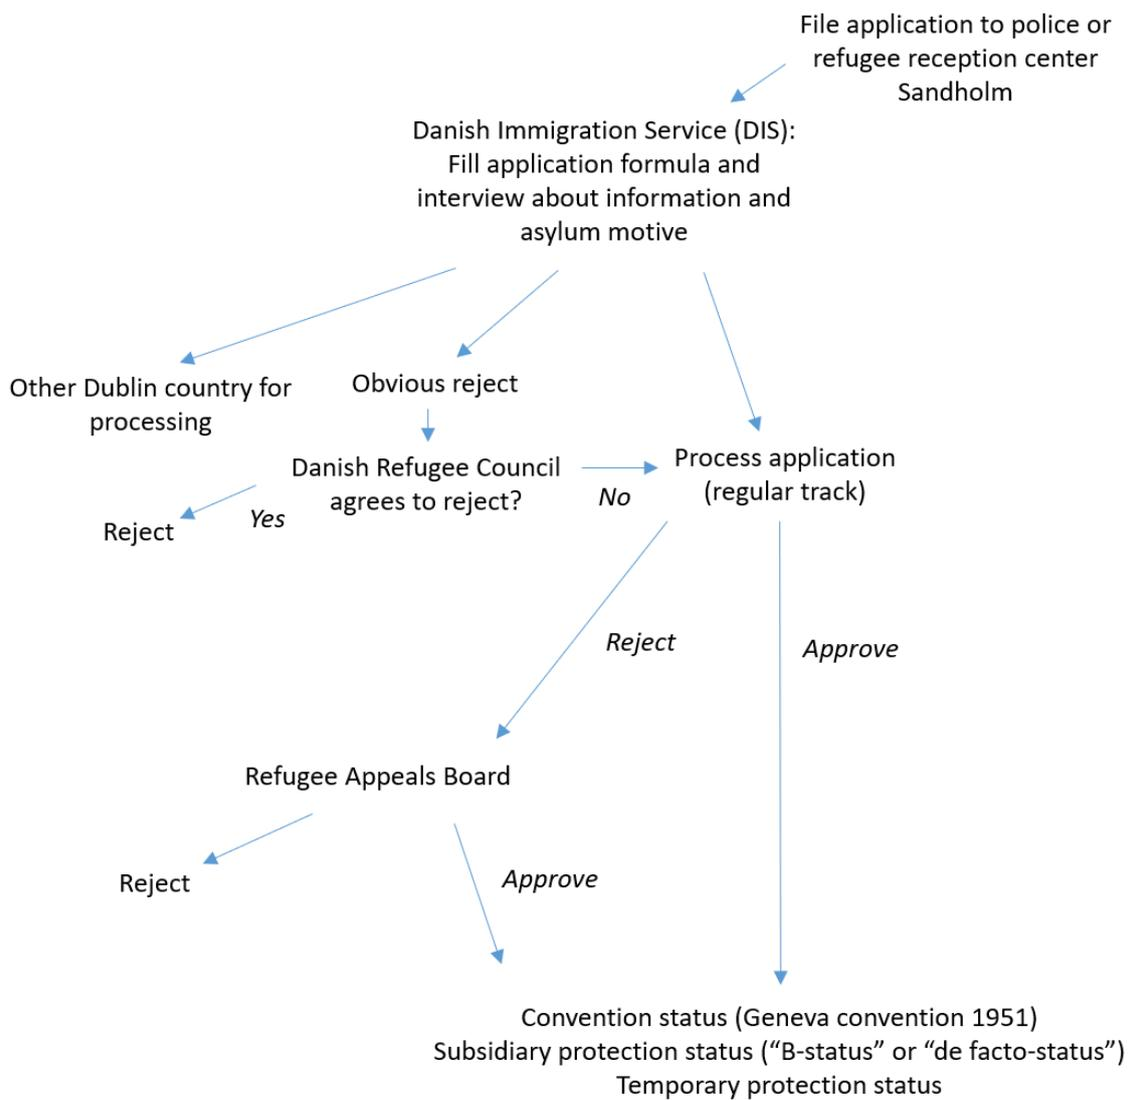 File application to police or
refugee reception center
Sandholm
Danish Immigration Service (DIS):
Fill application formula and
interview about information and
asylum motive
Other Dublin country for
processing
Obvious reject
Danish Refugee Council
agrees to reject?
No
Process application
(regular track)
Yes
Reject
Reject
Approve
Refugee Appeals Board
Reject
Approve
Convention status (Geneva convention 1951)
Subsidiary protection status (“B-status” or “de facto-status”)
Temporary protection status